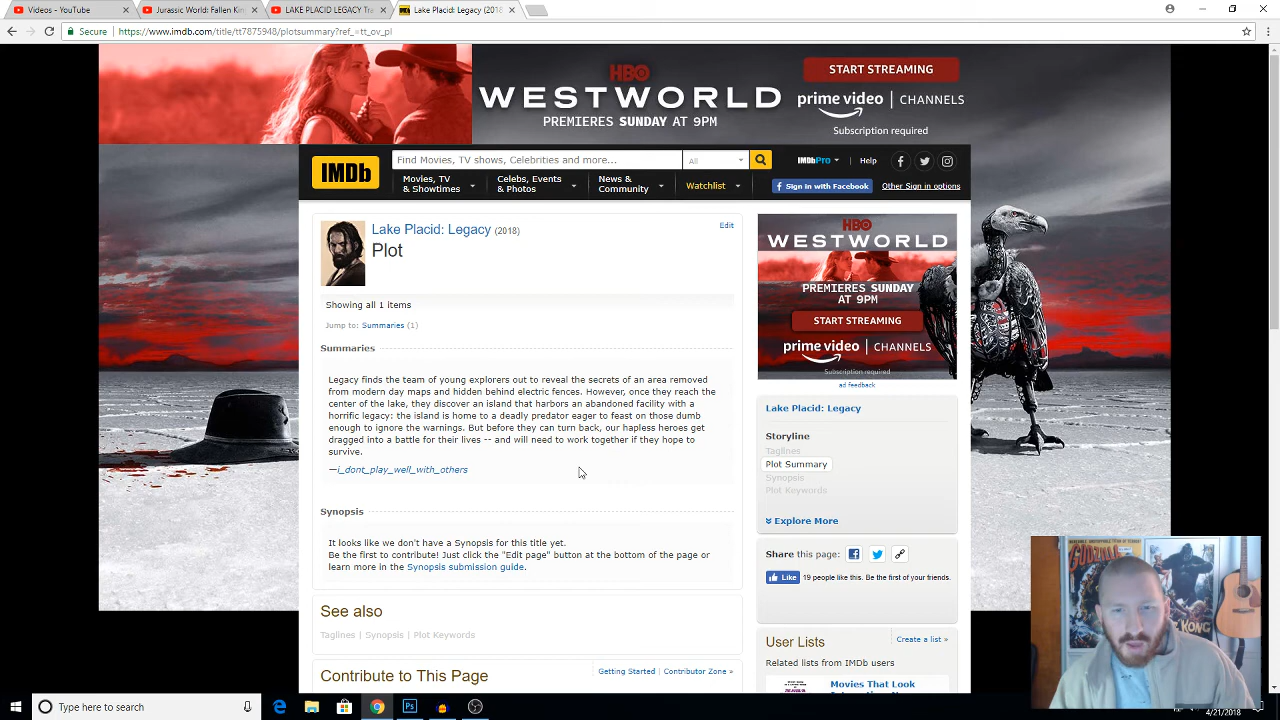 Videos - YouTube
Jurassic World: Fallen Kin
LAKE PLACID LEGACY Tra
Lake Placid: Legacy (2018
Secure | https://www.imdb.com/title/tt7875948/plotsummary?ref_=tt_ov_pl
HBO
WESTWORLD
PREMIERES SUNDAY AT 9PM
START STREAMING
prime video | CHANNELS
Subscription required
IMDb
Find Movies, TV shows, Celebrities and more...
All
IMDbPro
Help
Movies, TV
& Showtimes
Celebs, Events
& Photos
News &
Community
Watchlist
Sign in with Facebook
Other Sign in options
Lake Placid: Legacy (2018)
Edit
Plot
Showing all 1 items
Jump to: Summaries (1)
Summaries
Legacy finds the team of young explorers out to reveal the secrets of an area removed
from modern day maps and hidden behind electric fences. However, once they reach the
center of the lake, they discover an island that harbors an abandoned facility with a
horrific legacy: the island is home to a deadly predator eager to feast on those dumb
enough to ignore the warnings. But before they can turn back, our hapless heroes get
dragged into a battle for their lives -- and will need to work together if they hope to
survive.
—i_dont_play_well_with_others
Synopsis
It looks like we don't have a Synopsis for this title yet.
Be the first to contribute! Just click the "Edit page" button at the bottom of the page or
learn more in the Synopsis submission guide.
See also
Taglines | Synopsis | Plot Keywords
Contribute to This Page
Getting Started | Contributor Zone »
HBO
WESTWORLD
PREMIERES SUNDAY
AT 9PM
START STREAMING
prime video | CHANNELS
Subscription required
ad feedback
Lake Placid: Legacy
Storyline
Taglines
Plot Summary
Synopsis
Plot Keywords
Explore More
Share this page:
Like
19 people like this. Be the first of your friends.
User Lists
Create a list »
Related lists from IMDb users
Movies That Look
GODZILLA
KONG
Type here to search
4/21/2018